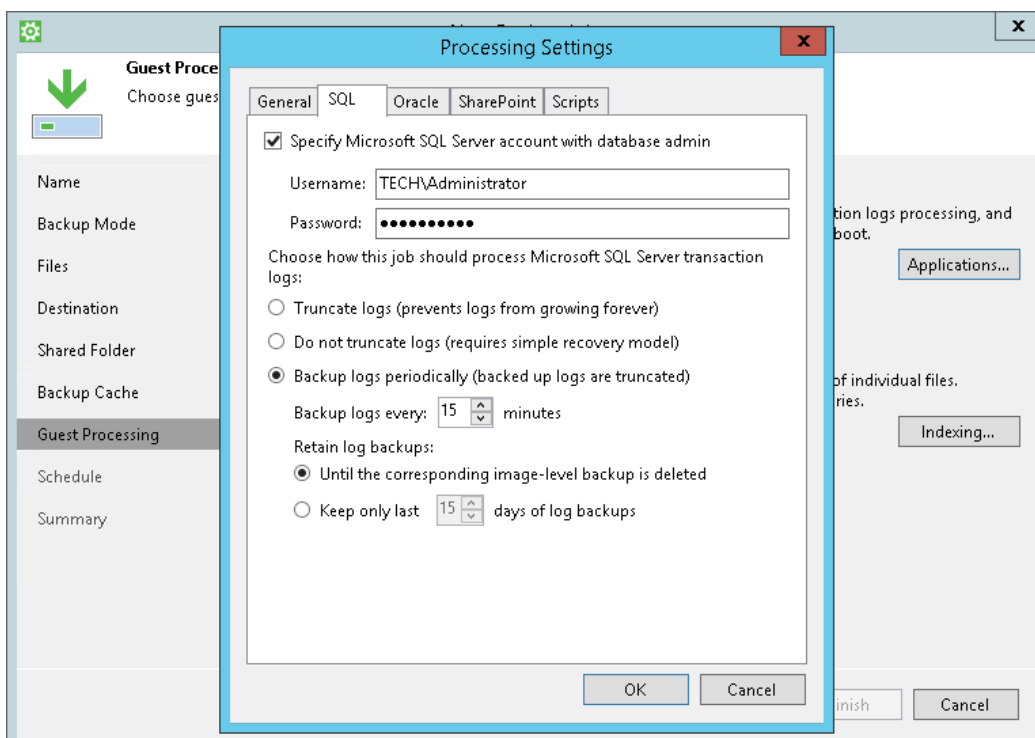 X
Processing Settings
x
Guest Proce
Choose gues
General SQL Oracle SharePoint Scripts
Specify Microsoft SQL Server account with database admin
Username: TECH\Administrator
Password: ●●●●●●●●●●
Choose how this job should process Microsoft SQL Server transaction
logs:
Truncate logs (prevents logs from growing forever)
Do not truncate logs (requires simple recovery model)
Backup logs periodically (backed up logs are truncated)
Backup logs every: 15 minutes
Retain log backups:
Until the corresponding image-level backup is deleted
Keep only last 15 days of log backups
OK Cancel
Name
Backup Mode
Files
Destination
Shared Folder
Backup Cache
Guest Processing
Schedule
Summary
tion logs processing, and
boot.
Applications...
of individual files.
ries.
Indexing...
inish Cancel